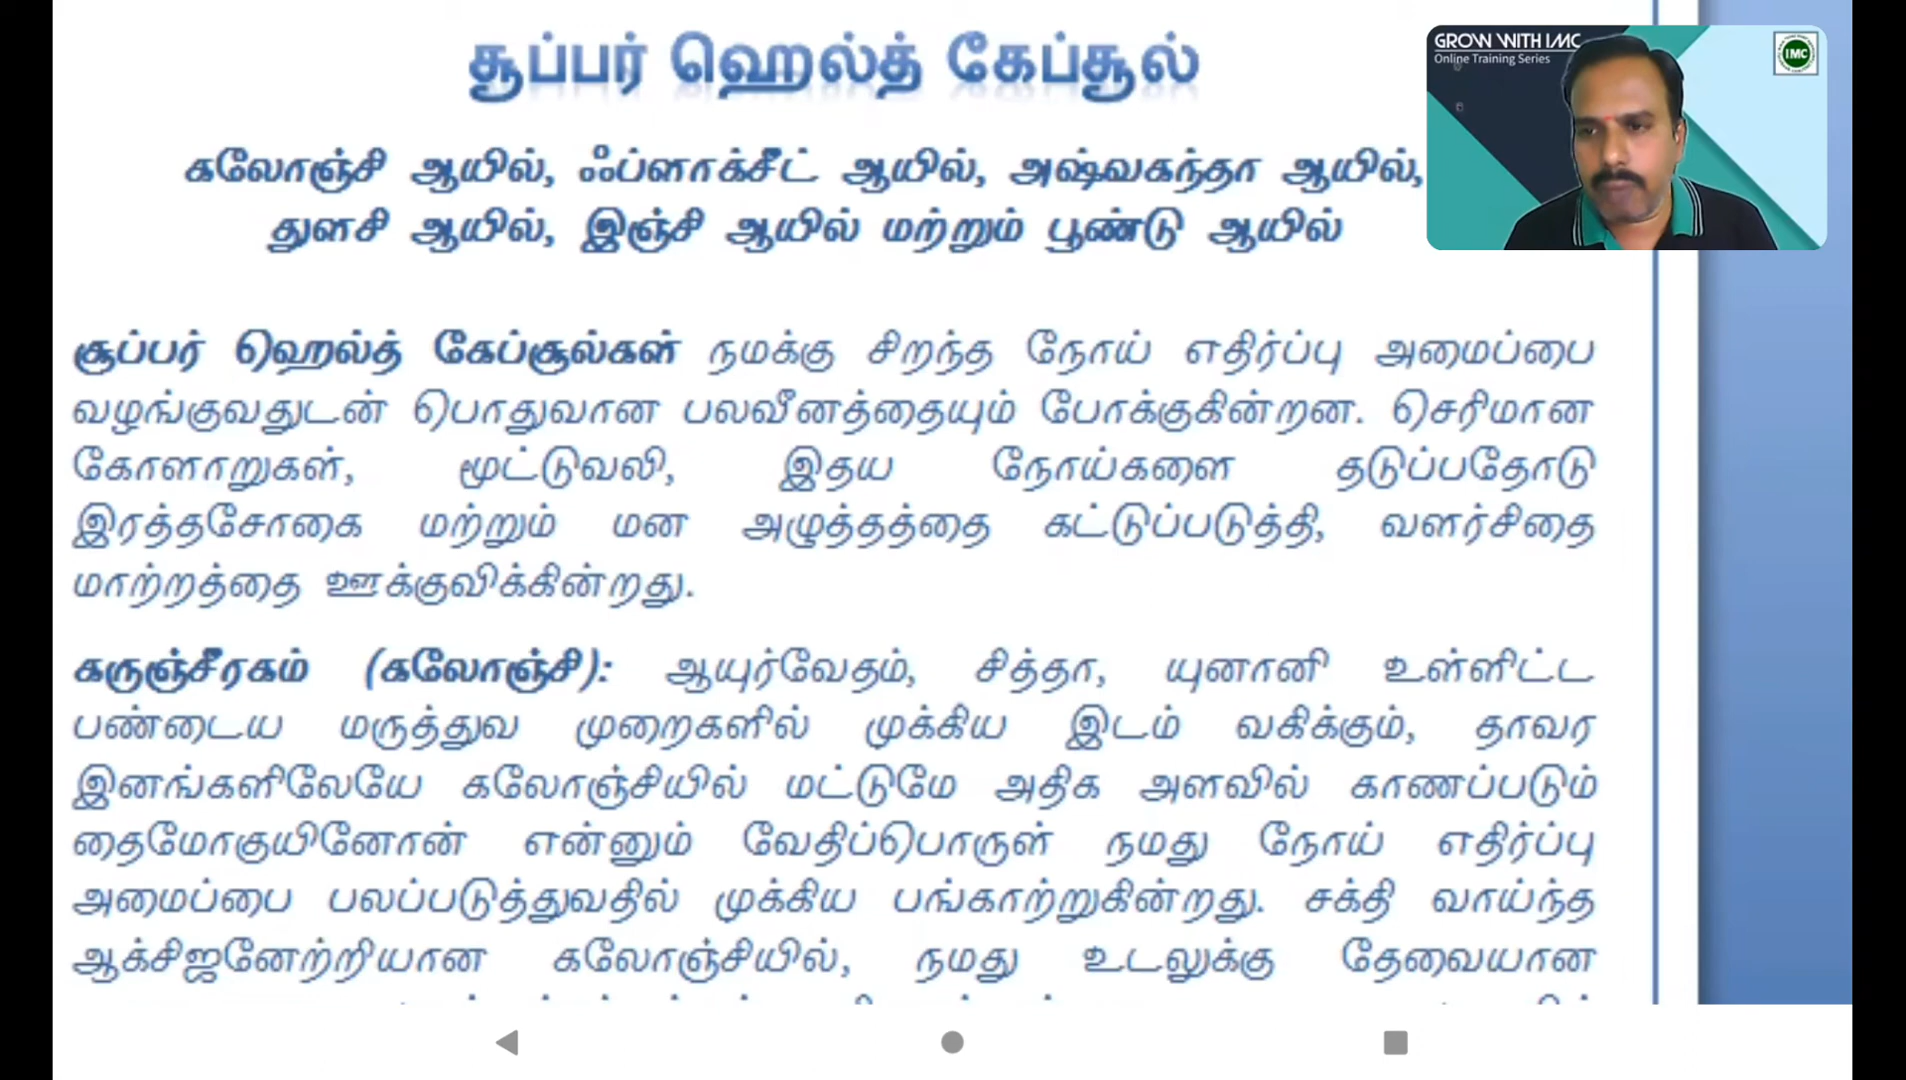 சூப்பர் ஹெல்த் கேப்சூல்
GROW WITH IMC
Online Training Series
IMC
கலோஞ்சி ஆயில், ஃப்ளாக்சீட் ஆயில், அஷ்வகந்தா ஆயில்,
துளசி ஆயில், இஞ்சி ஆயில் மற்றும் பூண்டு ஆயில்
சூப்பர் ஹெல்த் கேப்சூல்கள் நமக்கு சிறந்த நோய் எதிர்ப்பு அமைப்பை
வழங்குவதுடன் பொதுவான பலவீனத்தையும் போக்குகின்றன. செரிமான
கோளாறுகள், மூட்டுவலி, இதய நோய்களை தடுப்பதோடு
இரத்தசோகை மற்றும் மன அழுத்தத்தை கட்டுப்படுத்தி, வளர்சிதை
மாற்றத்தை ஊக்குவிக்கின்றது.
கருஞ்சீரகம் (கலோஞ்சி): ஆயுர்வேதம், சித்தா, யுனானி உள்ளிட்ட
பண்டைய மருத்துவ முறைகளில் முக்கிய இடம் வகிக்கும், தாவர
இனங்களிலேயே கலோஞ்சியில் மட்டுமே அதிக அளவில் காணப்படும்
தைமோகுயினோன் என்னும் வேதிப்பொருள் நமது நோய் எதிர்ப்பு
அமைப்பை பலப்படுத்துவதில் முக்கிய பங்காற்றுகின்றது. சக்தி வாய்ந்த
ஆக்சிஜனேற்றியான கலோஞ்சியில், நமது உடலுக்கு தேவையான